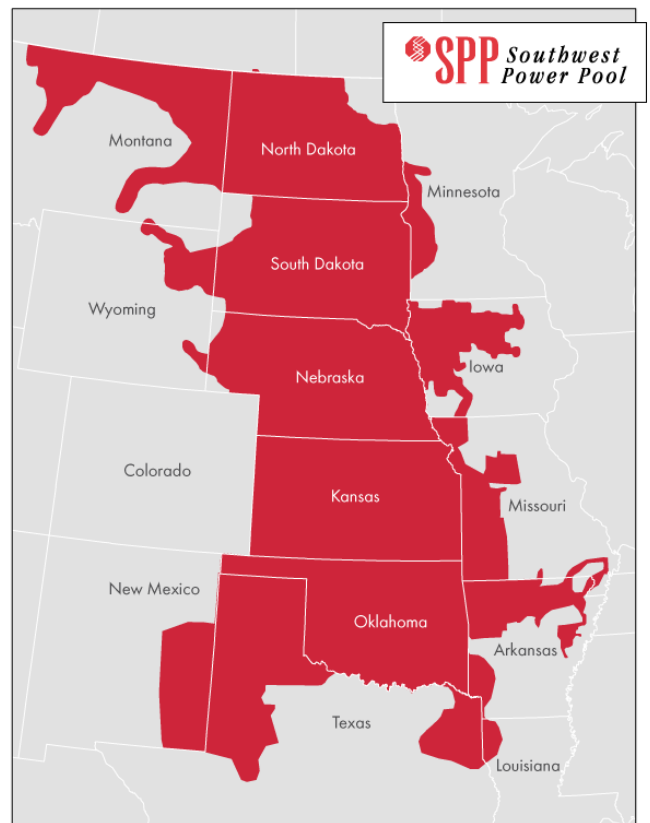 SPP Southwest
Power Pool
Montana
North Dakota
Minnesota
South Dakota
Wyoming
Iowa
Nebraska
Colorado
Kansas
Missouri
New Mexico
Oklahoma
Arkansas
Texas
Louisiana